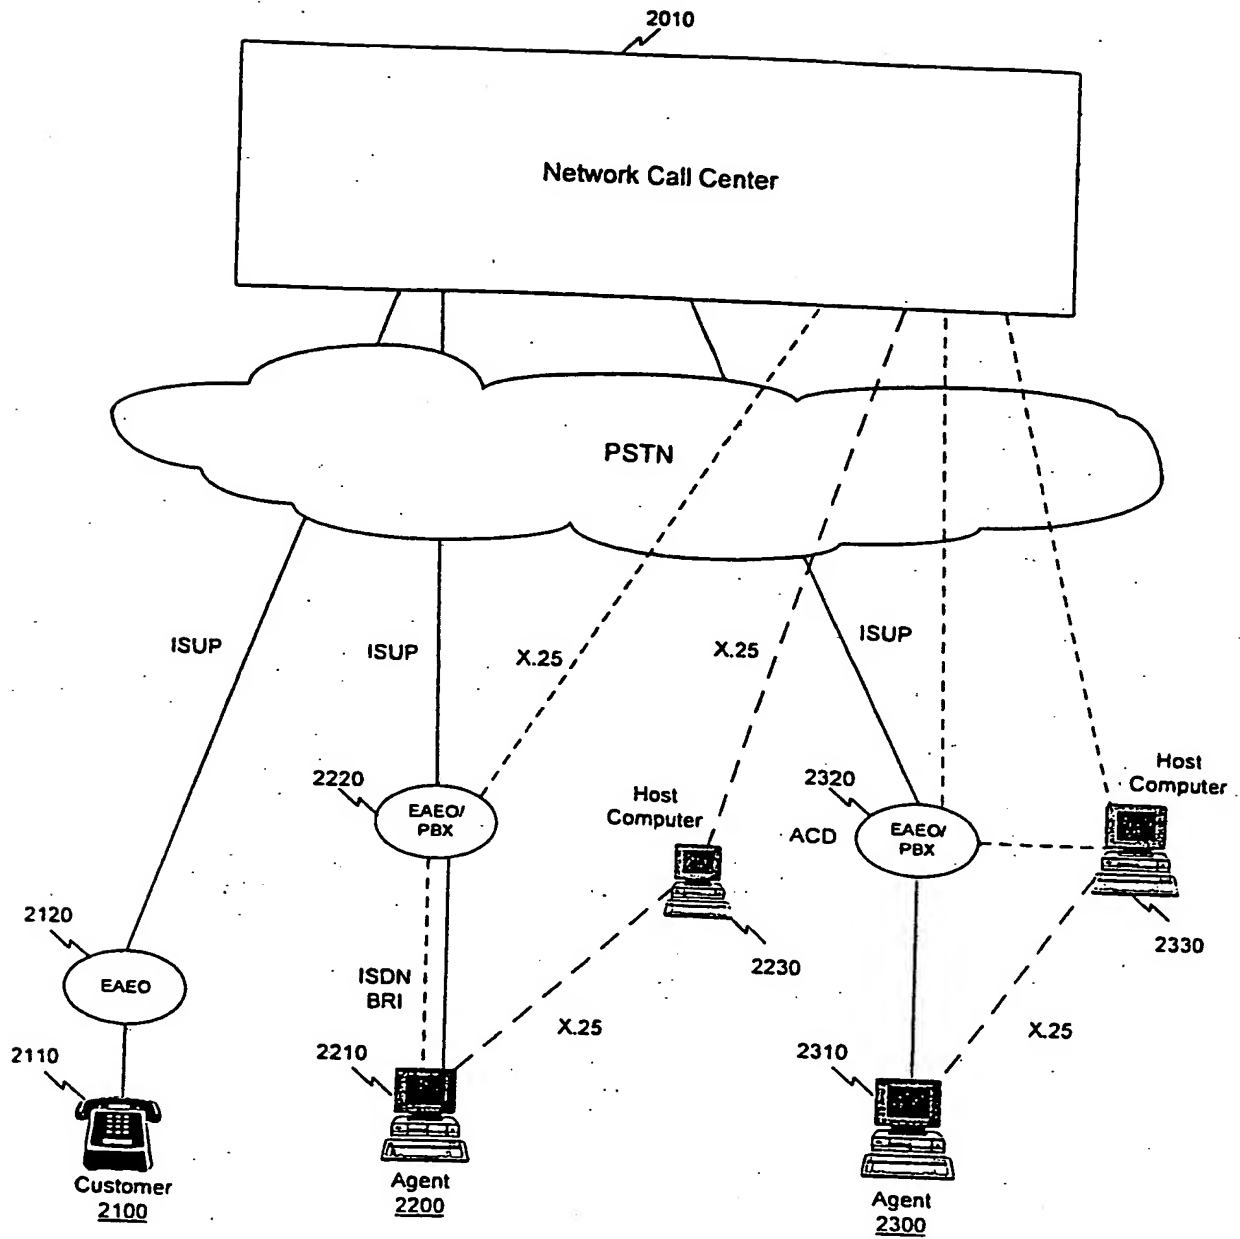 2010
Network Call Center
PSTN
ISUP
ISUP
X.25
X.25
ISUP
2220
EAEO/
PBX
Host
Computer
2320
ACD
EAEO/
PBX
Host
Computer
2120
EAEO
2230
2330
ISDN
BRI
X.25
X.25
2110
2210
2310
Customer
2100
Agent
2200
Agent
2300